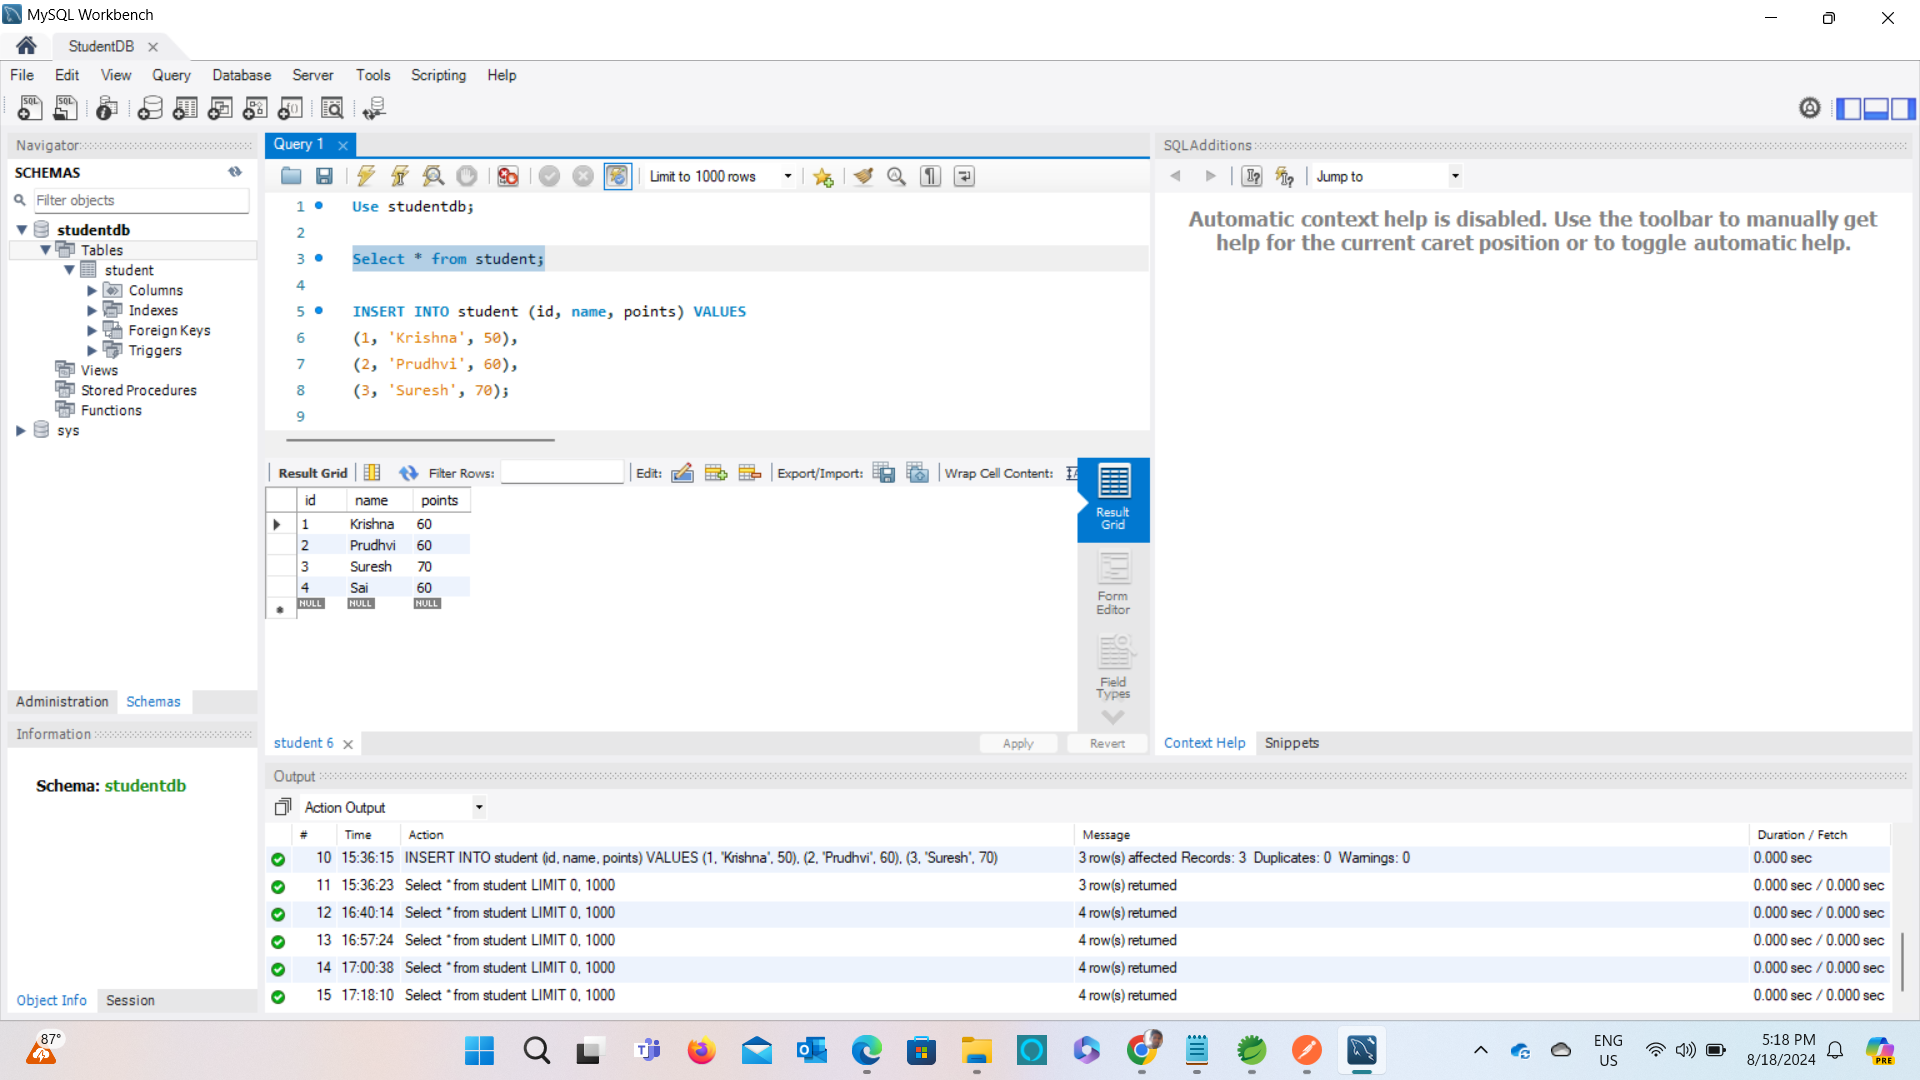 MySQL Workbench
StudentDB
File Edit View Query Database Server Tools Scripting Help
Navigator
SCHEMAS
Filter objects
studentdb
Tables
student
Columns
Indexes
Foreign Keys
Triggers
Views
Stored Procedures
Functions
sys
Administration Schemas
Information
Schema: studentdb
Object Info Session
Query 1
Limit to 1000 rows
1 Use studentdb;
2
3 Select * from student;
4
5 INSERT INTO student (id, name, points) VALUES
6 (1, 'Krishna', 50),
7 (2, 'Prudhvi', 60),
8 (3, 'Suresh', 70);
9
Result Grid Filter Rows: Edit: Export/Import: Wrap Cell Content:
id name points
1 Krishna 60
2 Prudhvi 60
3 Suresh 70
4 Sai 60
NULL NULL NULL
Result
Grid
Form
Editor
Field
Types
student 6
Apply Revert
SQLAdditions
Jump to
Automatic context help is disabled. Use the toolbar to manually get
help for the current caret position or to toggle automatic help.
Context Help Snippets
Output
Action Output
# Time Action Message Duration / Fetch
10 15:36:15 INSERT INTO student (id, name, points) VALUES (1, 'Krishna', 50), (2, 'Prudhvi', 60), (3, 'Suresh', 70) 3 row(s) affected Records: 3 Duplicates: 0 Warnings: 0 0.000 sec
11 15:36:23 Select * from student LIMIT 0, 1000 3 row(s) returned 0.000 sec / 0.000 sec
12 16:40:14 Select * from student LIMIT 0, 1000 4 row(s) returned 0.000 sec / 0.000 sec
13 16:57:24 Select * from student LIMIT 0, 1000 4 row(s) returned 0.000 sec / 0.000 sec
14 17:00:38 Select * from student LIMIT 0, 1000 4 row(s) returned 0.000 sec / 0.000 sec
15 17:18:10 Select * from student LIMIT 0, 1000 4 row(s) returned 0.000 sec / 0.000 sec
87°
ENG
US
5:18 PM
8/18/2024
PRE